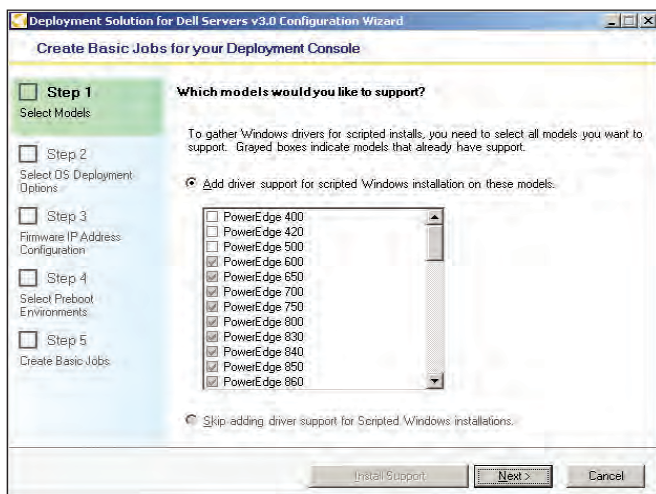 Deployment Solution for Dell Servers v3.0 Configuration Wizard
Create Basic Jobs for your Deployment Console
Step 1
Select Models
Step 2
Select OS Deployment
Options
Step 3
Firmware IP Address
Configuration
Step 4
Select Preboot
Environments
Step 5
Create Basic Jobs
Which models would you like to support?
To gather Windows drivers for scripted installs, you need to select all models you want to
support. Grayed boxes indicate models that already have support.
Add driver support for scripted Windows installation on these models.
PowerEdge 400
PowerEdge 420
PowerEdge 500
PowerEdge 600
PowerEdge 650
PowerEdge 700
PowerEdge 750
PowerEdge 800
PowerEdge 830
PowerEdge 840
PowerEdge 850
PowerEdge 860
Skip adding driver support for Scripted Windows installations.
Install Support
Next >
Cancel